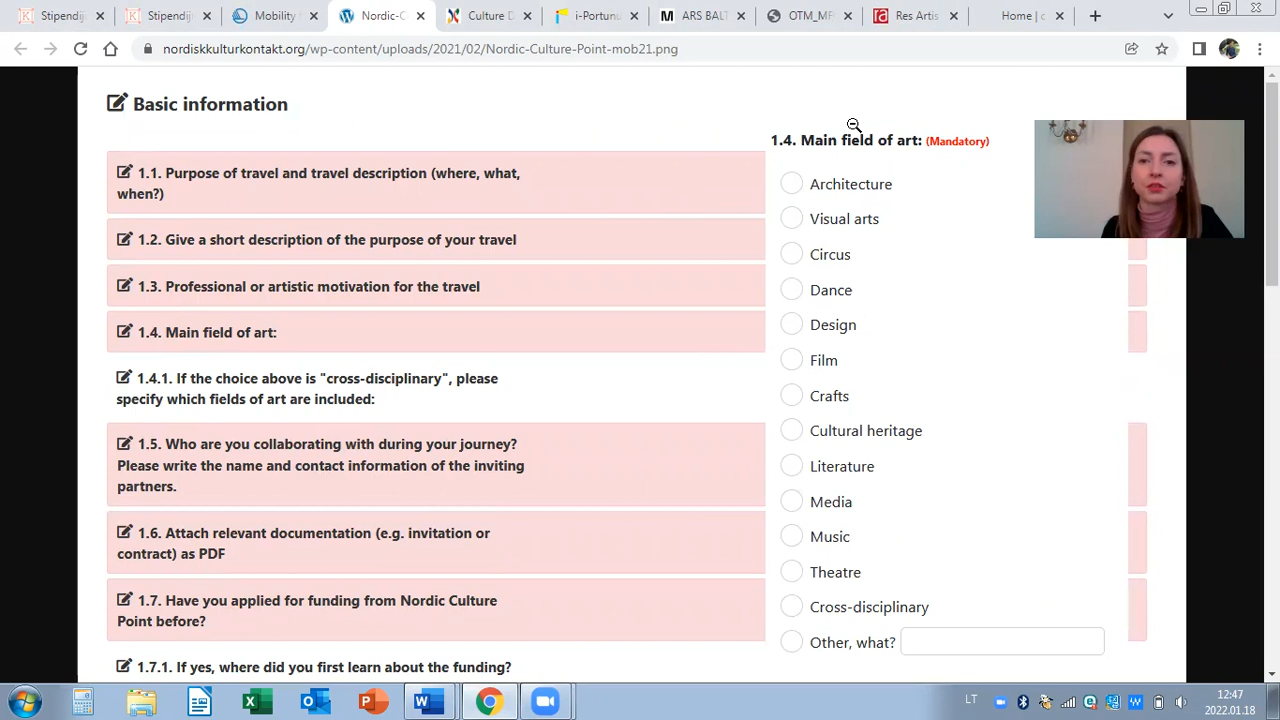 Stipendij
Stipendij
Mobility
Nordic-C
Culture D
i-Portunu
ARS BALT
OTM_MP
Res Artis
Home | c
nordiskkulturkontakt.org/wp-content/uploads/2021/02/Nordic-Culture-Point-mob21.png
Basic information
1.1. Purpose of travel and travel description (where, what,
when?)
1.2. Give a short description of the purpose of your travel
1.3. Professional or artistic motivation for the travel
1.4. Main field of art:
1.4.1. If the choice above is "cross-disciplinary", please
specify which fields of art are included:
1.5. Who are you collaborating with during your journey?
Please write the name and contact information of the inviting
partners.
1.6. Attach relevant documentation (e.g. invitation or
contract) as PDF
1.7. Have you applied for funding from Nordic Culture
Point before?
1.7.1. If yes, where did you first learn about the funding?
1.4. Main field of art: (Mandatory)
Architecture
Visual arts
Circus
Dance
Design
Film
Crafts
Cultural heritage
Literature
Media
Music
Theatre
Cross-disciplinary
Other, what?
LT
12:47
2022.01.18